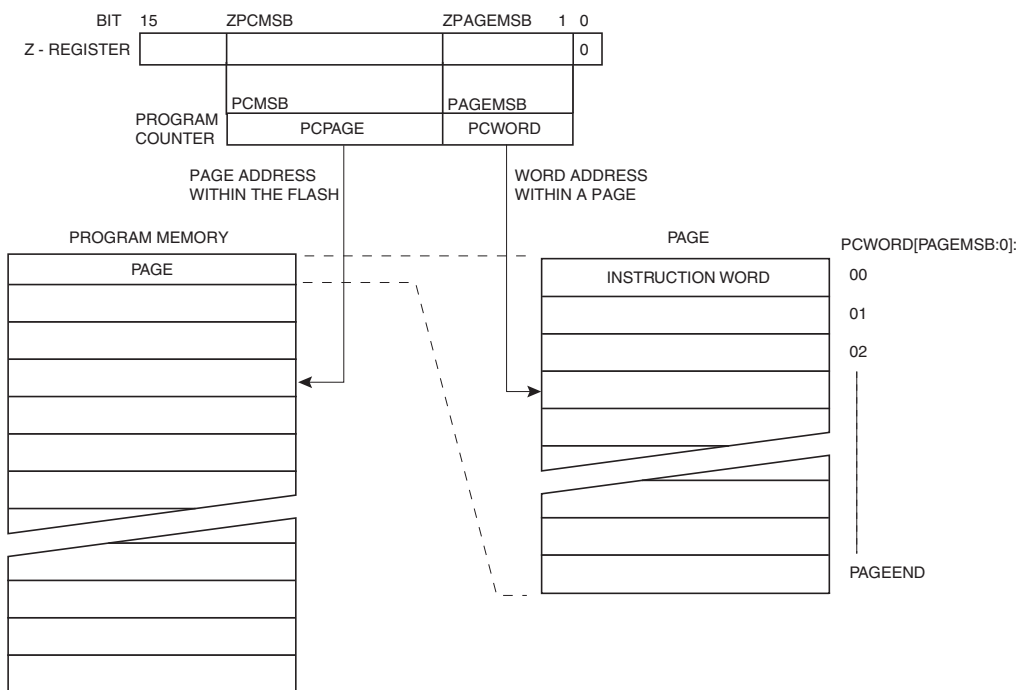 BIT 15 ZPCMSB ZPAGEMSB 1 0
Z - REGISTER 0
PCMSB PAGEMSB
PROGRAM
COUNTER
PCPAGE PCWORD
PAGE ADDRESS
WITHIN THE FLASH
WORD ADDRESS
WITHIN A PAGE
PROGRAM MEMORY
PAGE
PAGE
PCWORD[PAGEMSB:0]:
INSTRUCTION WORD 00
01
02
PAGEEND